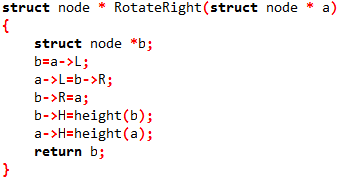 struct node * RotateRight(struct node * a)
{
    struct node *b;
    b=a->L;
    a->L=b->R;
    b->R=a;
    b->H=height(b);
    a->H=height(a);
    return b;
}